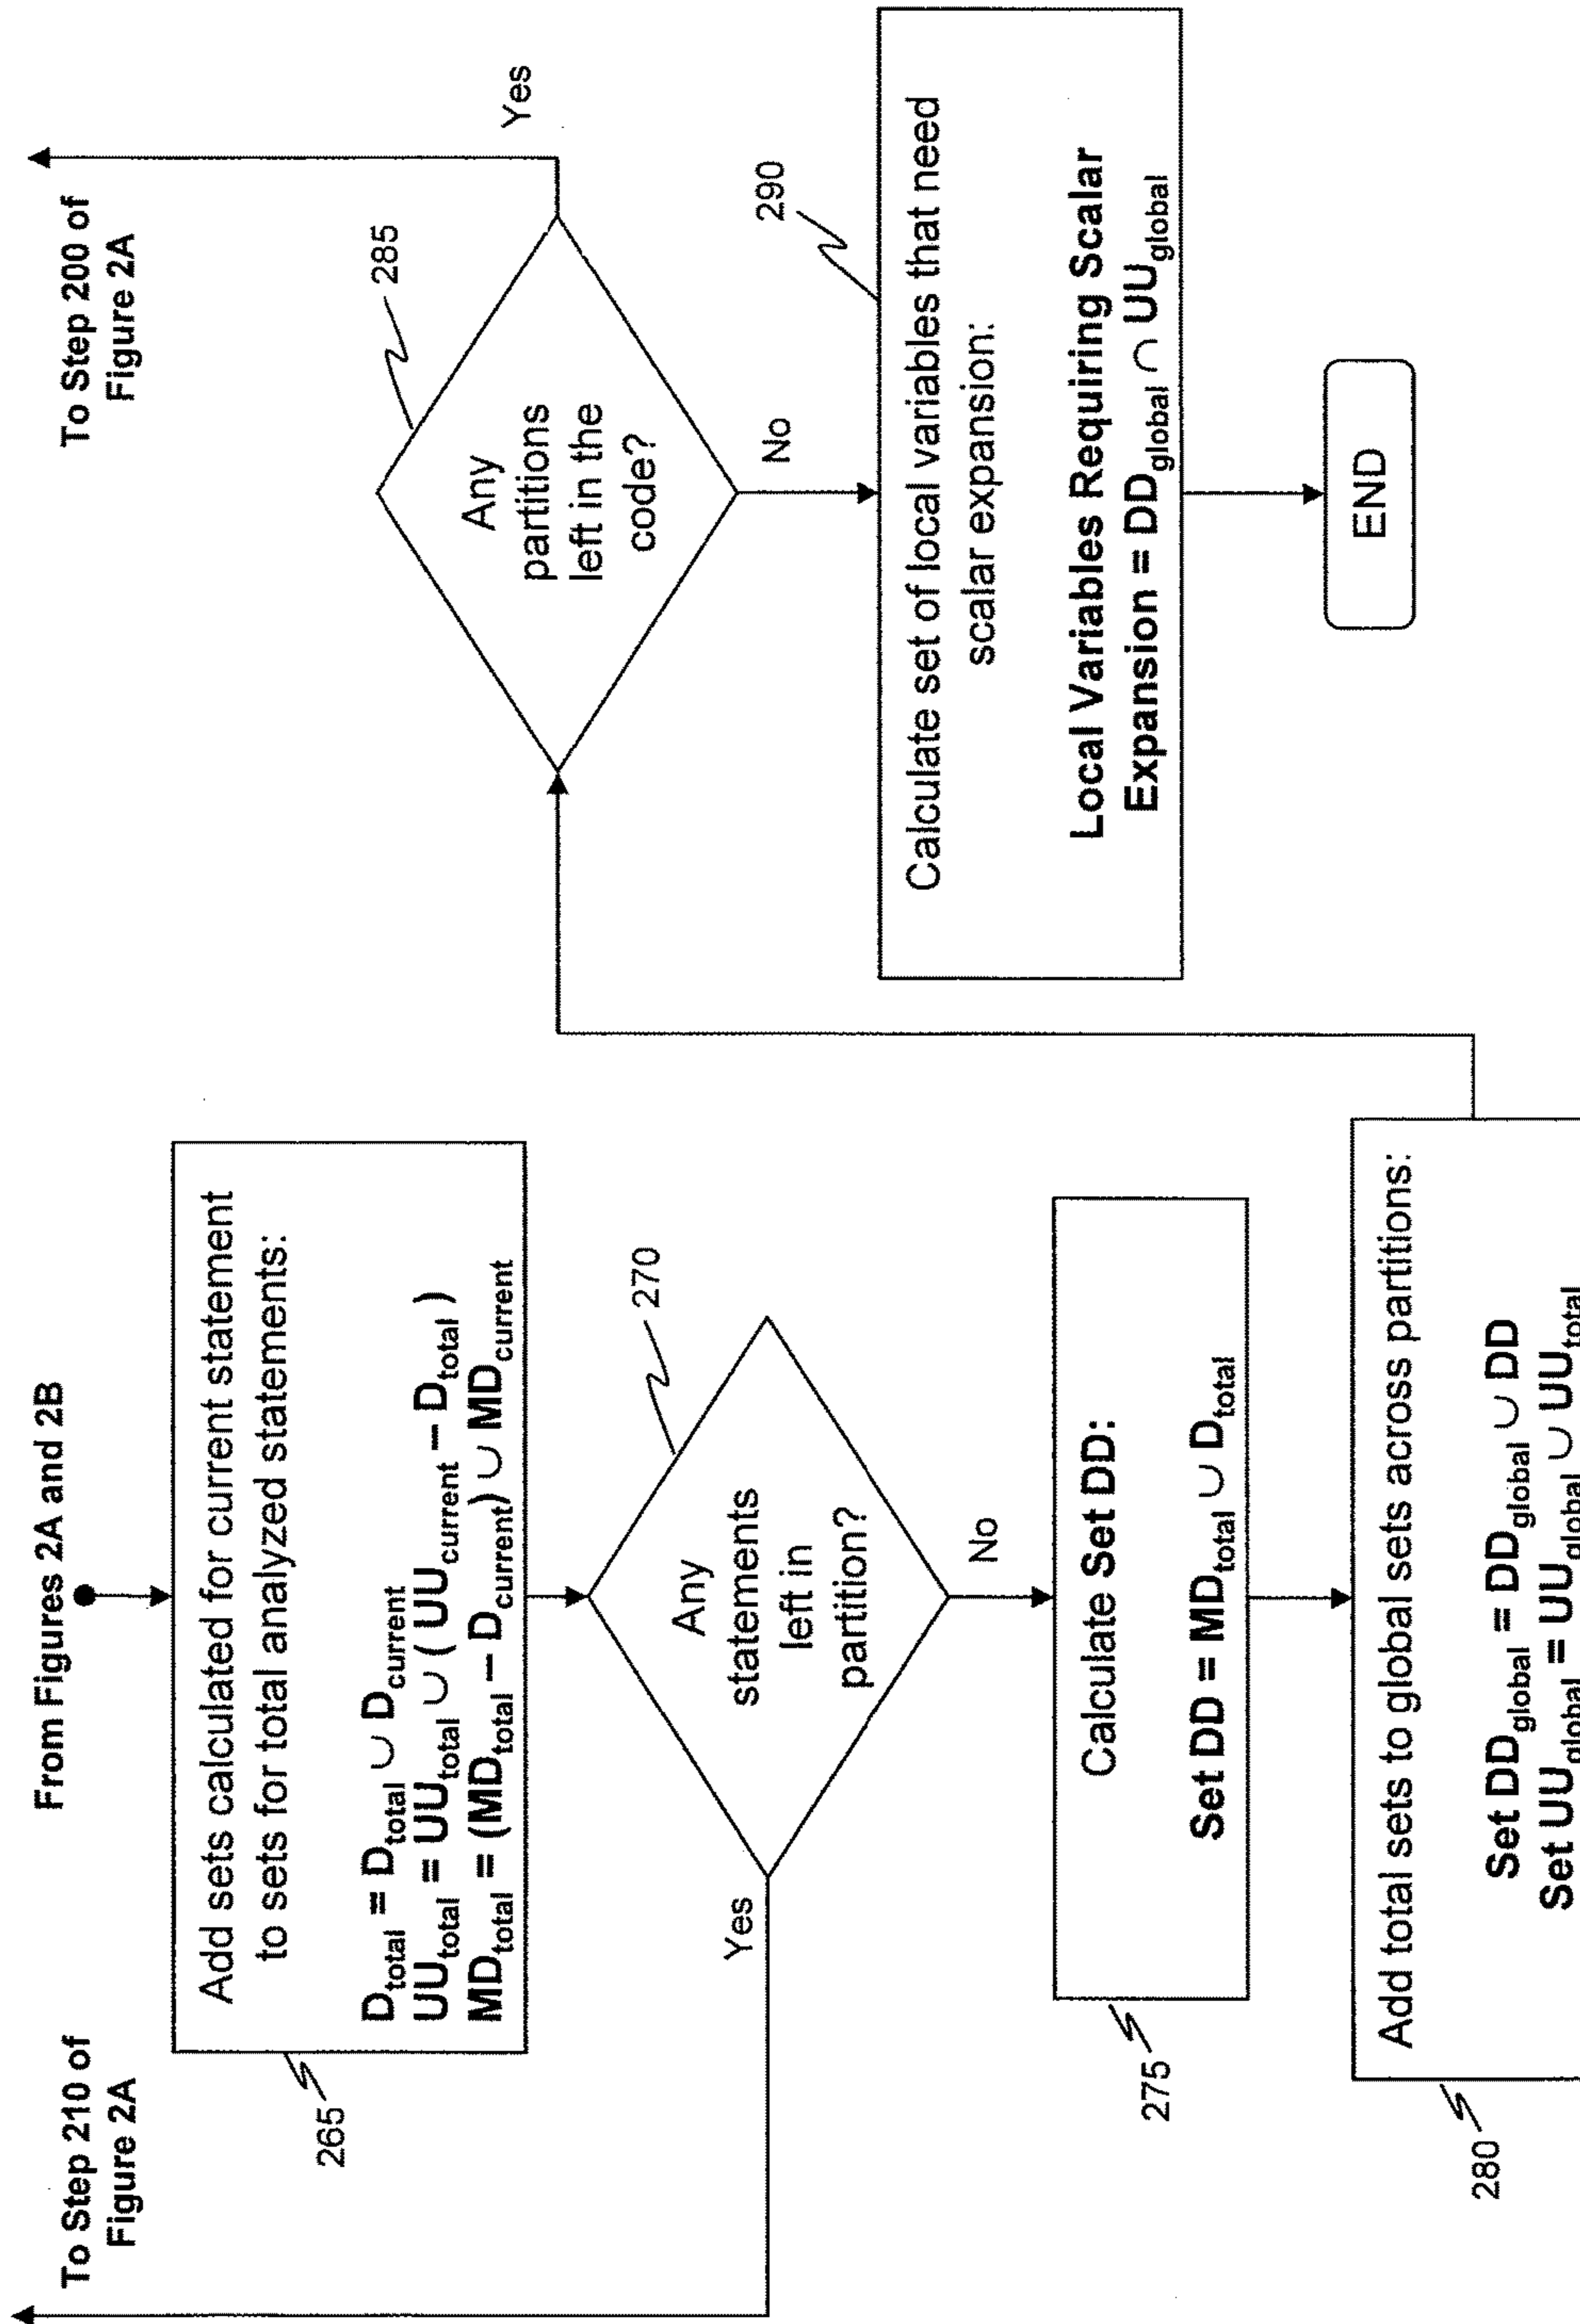 To Step 210 of
Figure 2A
From Figures 2A and 2B
Add sets calculated for current statement
to sets for total analyzed statements:
D_total = D_total ∪ D_current
UU_total = UU_total ∪ ( UU_current − D_total )
MD_total = (MD_total − D_current) ∪ MD_current
265
Any
statements
left in
partition?
270
Yes
No
Calculate Set DD:
Set DD = MD_total ∪ D_total
275
Add total sets to global sets across partitions:
Set DD_global = DD_global ∪ DD
Set UU_global = UU_global ∪ UU_total
280
To Step 200 of
Figure 2A
Yes
Any
partitions
left in the
code?
285
No
290
Calculate set of local variables that need
scalar expansion:
Local Variables Requiring Scalar
Expansion = DD_global ∩ UU_global
END